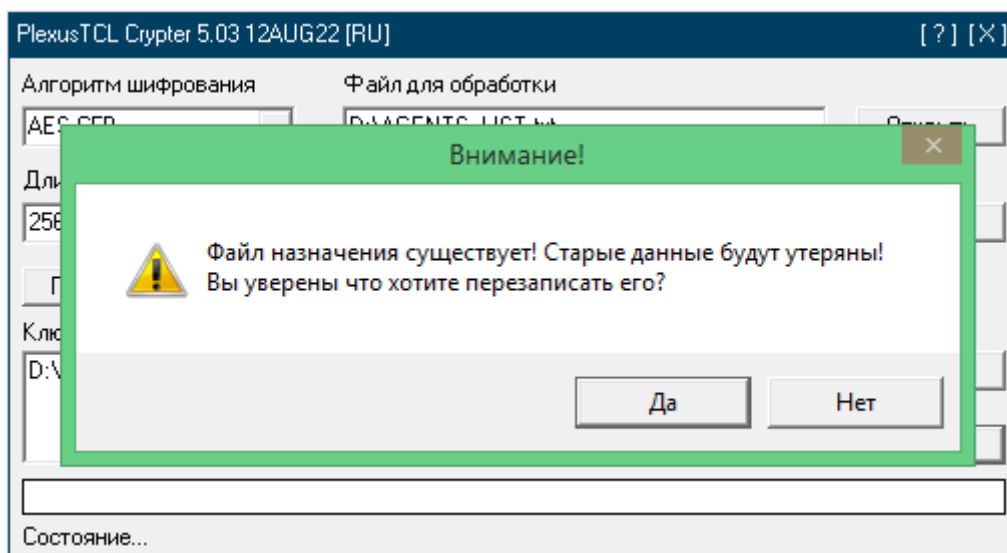 PlexusTCL Crypter 5.03 12AUG22 [RU] [ ? ] [X]
Алгоритм шифрования Файл для обработки
Внимание!
256
Файл назначения существует! Старые данные будут утеряны!
Вы уверены что хотите перезаписать его?
D:\
Да Нет
Состояние...